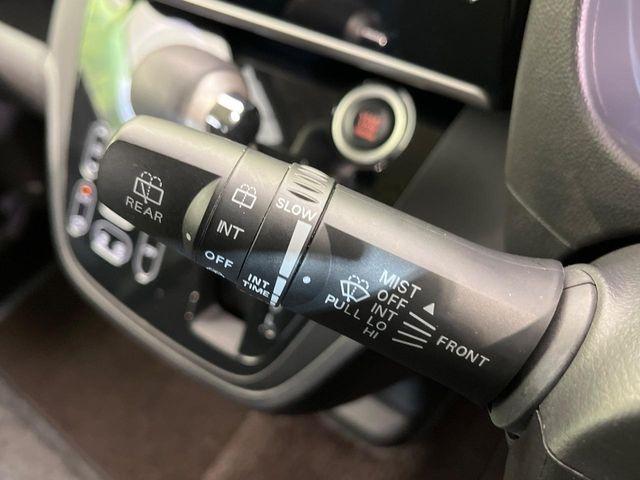 REAR
INT
OFF
SLOW
INT
TIME
MIST
OFF
INT
PULL LO
HI
FRONT